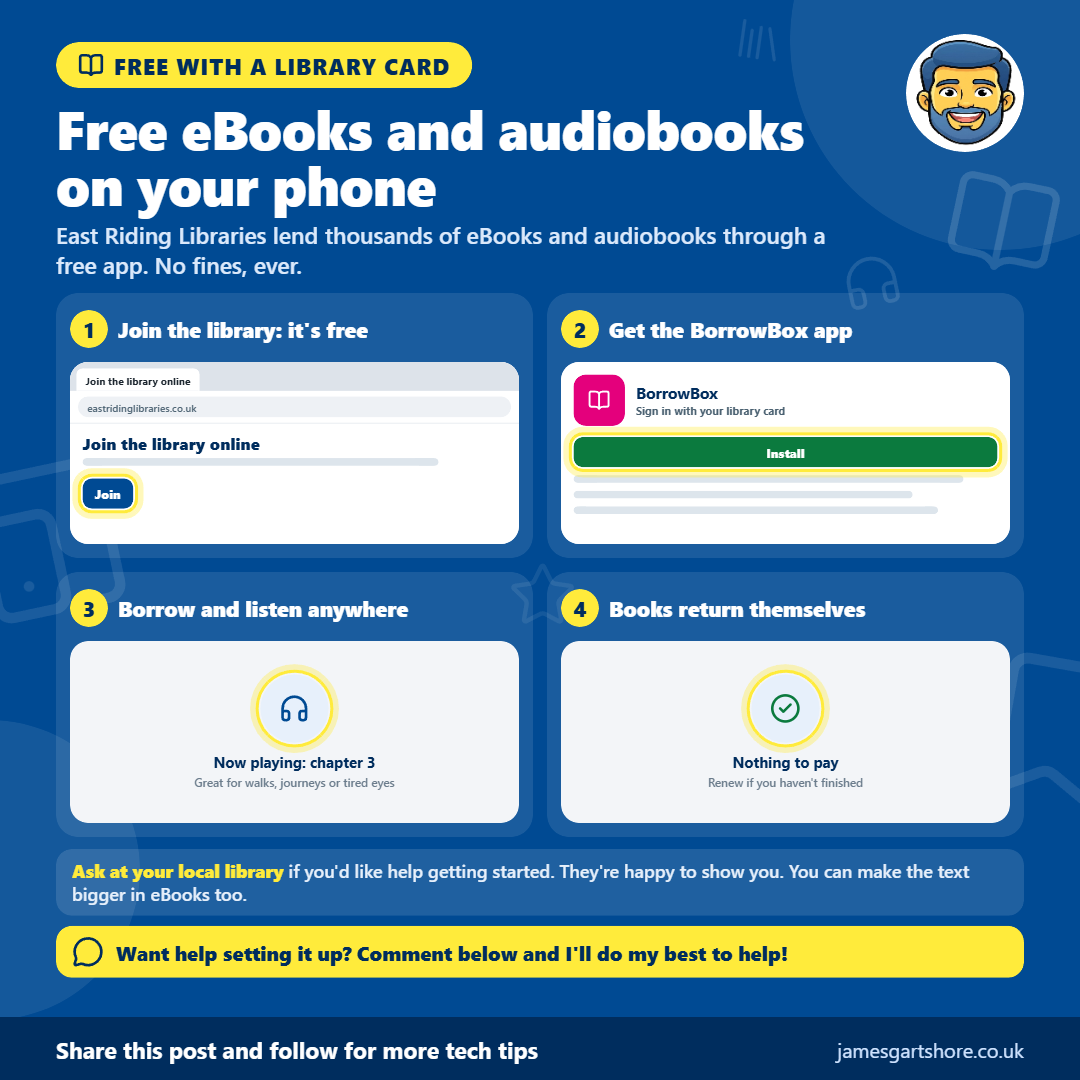 FREE WITH A LIBRARY CARD
Free eBooks and audiobooks
on your phone
East Riding Libraries lend thousands of eBooks and audiobooks through a
free app. No fines, ever.
1 Join the library: it's free
Join the library online
eastridinglibraries.co.uk
Join the library online
Join
2 Get the BorrowBox app
BorrowBox
Sign in with your library card
Install
3 Borrow and listen anywhere
Now playing: chapter 3
Great for walks, journeys or tired eyes
4 Books return themselves
Nothing to pay
Renew if you haven't finished
Ask at your local library if you'd like help getting started. They're happy to show you. You can make the text
bigger in eBooks too.
Want help setting it up? Comment below and I'll do my best to help!
Share this post and follow for more tech tips
jamesgartshore.co.uk